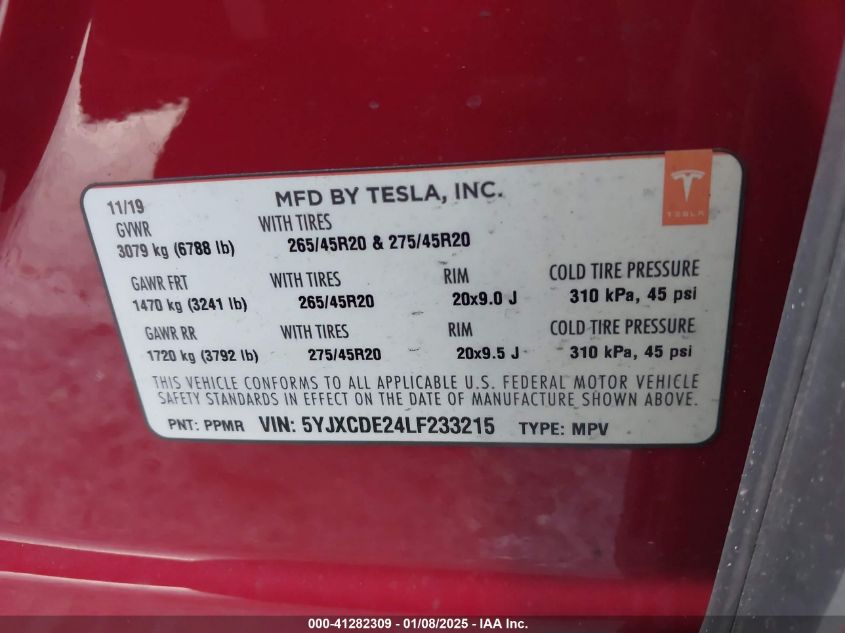 11/19 MFD BY TESLA, INC.
TESLA
GVWR WITH TIRES
3079 kg (6788 lb) 265/45R20 & 275/45R20
GAWR FRT WITH TIRES RIM COLD TIRE PRESSURE
1470 kg (3241 lb) 265/45R20 20x9.0 J 310 kPa, 45 psi
GAWR RR WITH TIRES RIM COLD TIRE PRESSURE
1720 kg (3792 lb) 275/45R20 20x9.5 J 310 kPa, 45 psi
THIS VEHICLE CONFORMS TO ALL APPLICABLE U.S. FEDERAL MOTOR VEHICLE
SAFETY STANDARDS IN EFFECT ON THE DATE OF MANUFACTURE SHOWN ABOVE.
PNT: PPMR VIN: 5YJXCDE24LF233215 TYPE: MPV
000-41282309 - 01/08/2025 - IAA Inc.